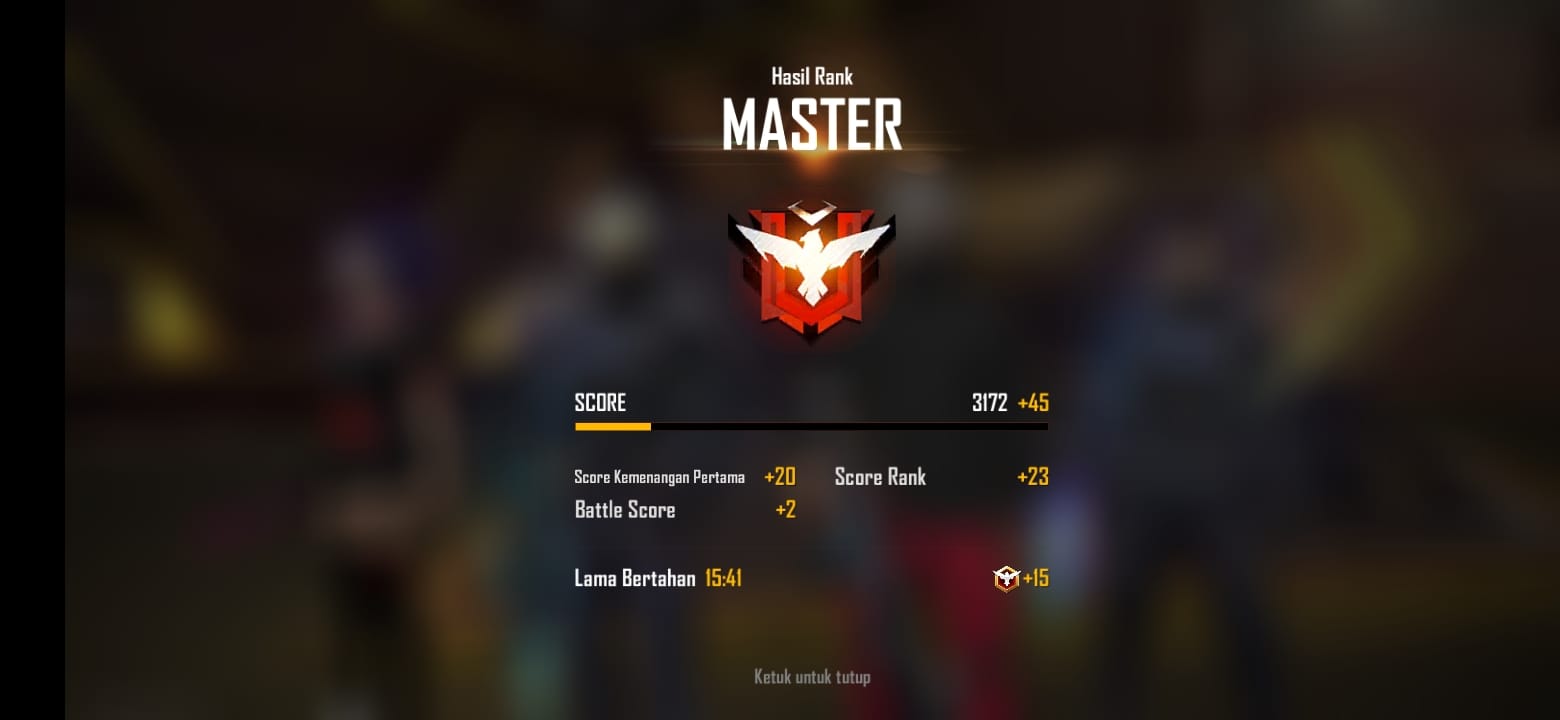 Hasil Rank
MASTER
SCORE 3172 +45
Score Kemenangan Pertama +20 Score Rank +23
Battle Score +2
Lama Bertahan 15:41 +15
Ketuk untuk tutup